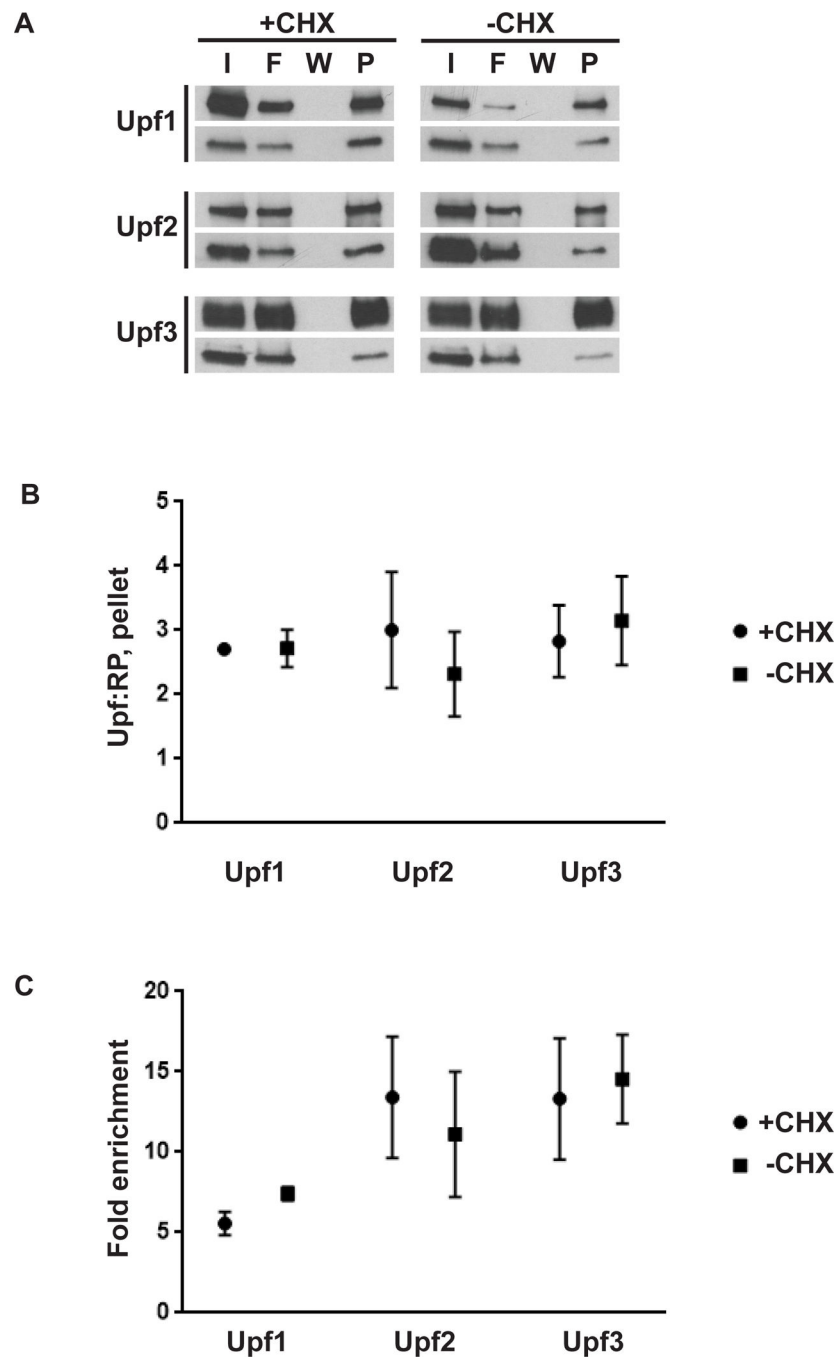 A
+CHX -CHX
I F W P I F W P
Upf1
Upf2
Upf3
B
Upf:RP, pellet
5
4
3
2
1
0
+CHX
-CHX
Upf1 Upf2 Upf3
C
Fold enrichment
20
15
10
5
0
+CHX
-CHX
Upf1 Upf2 Upf3